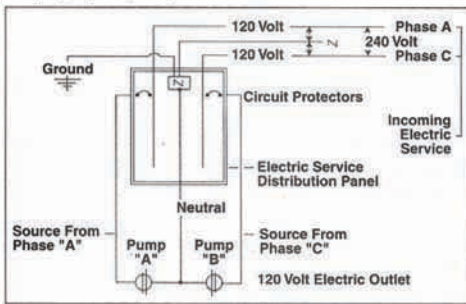 120 Volt
Phase A
Z
240 Volt
120 Volt
Phase C
Ground
Z
Circuit Protectors
Incoming
Electric
Service
Electric Service
Distribution Panel
Neutral
Source From
Phase "A"
Pump
"A"
Pump
"B"
Source From
Phase "C"
120 Volt Electric Outlet